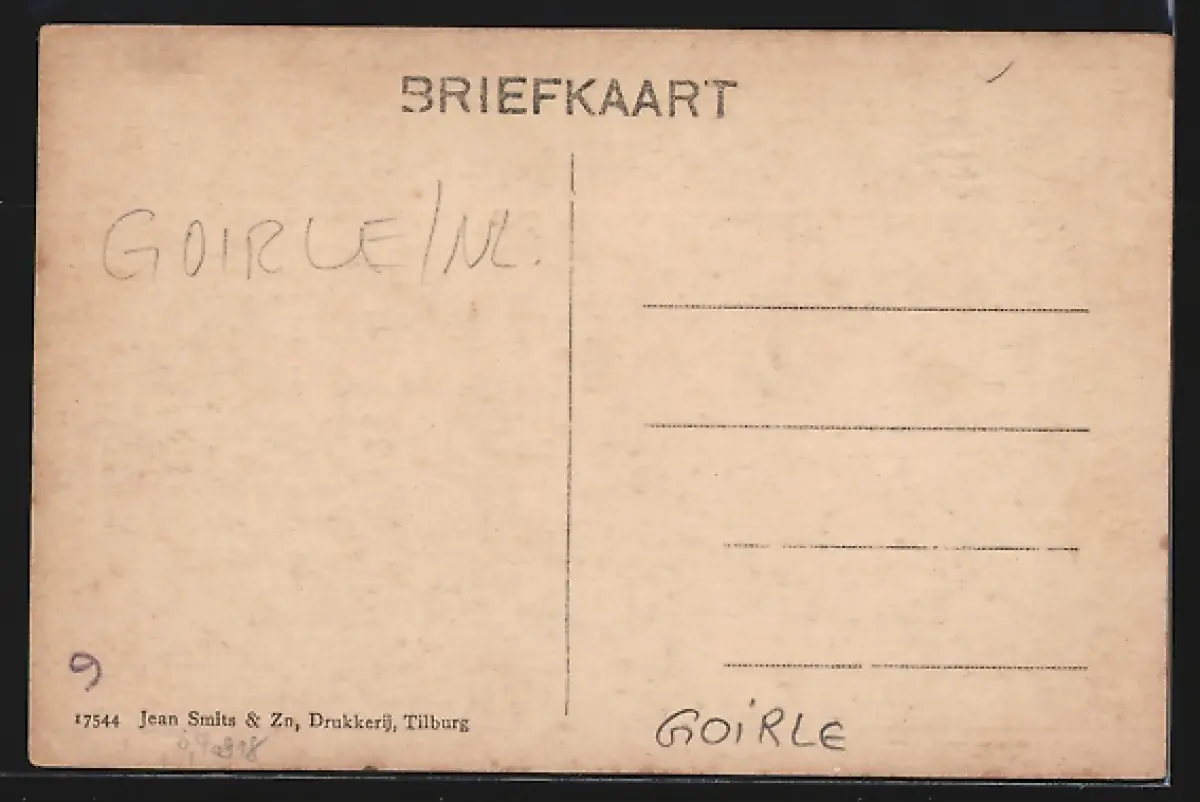 BRIEFKAART
GOIRLE/NL.
9
17544 Jean Smits & Zn, Drukkerij, Tilburg
GOiRLE